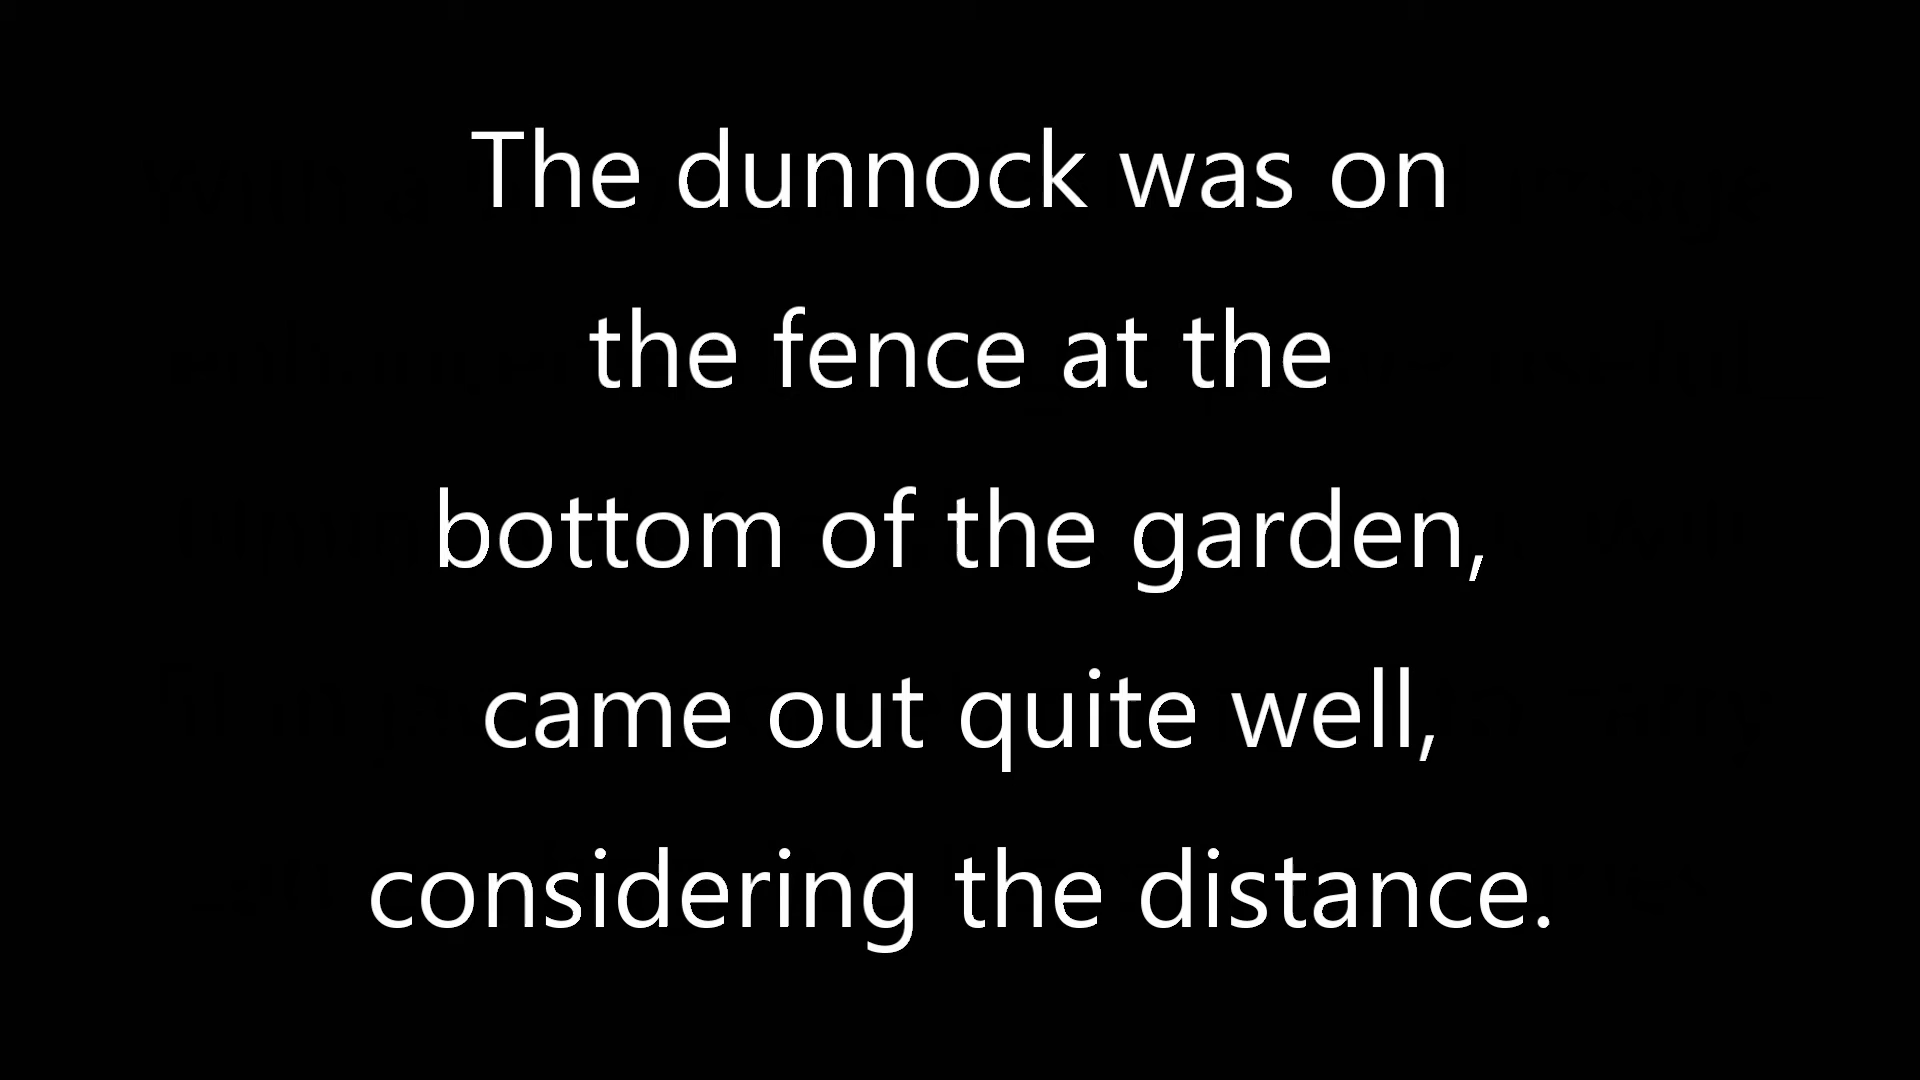 The dunnock was on
the fence at the
bottom of the garden,
came out quite well,
considering the distance.